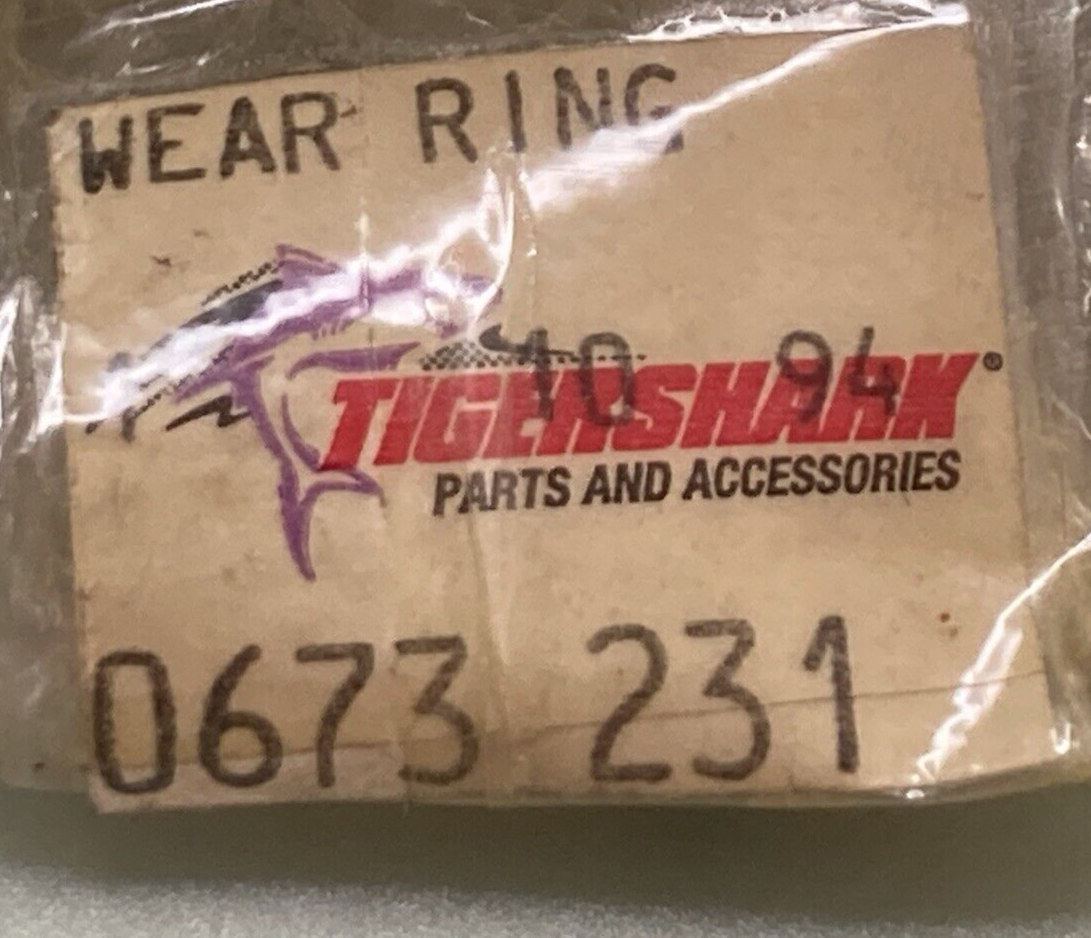 WEAR RING
10 94
TIGERSHARK®
PARTS AND ACCESSORIES
0673 231